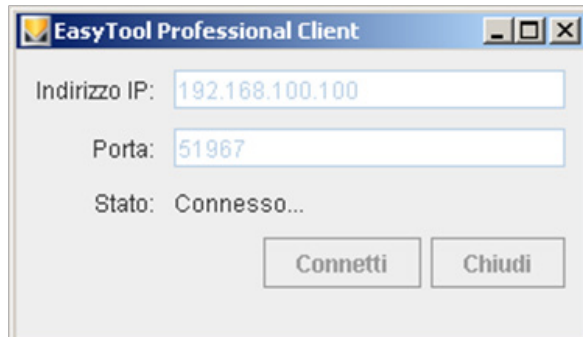 EasyTool Professional Client
Indirizzo IP: 192.168.100.100
Porta: 51967
Stato: Connesso...
Connetti Chiudi